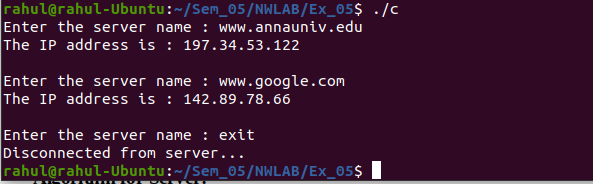 rahul@rahul-Ubuntu:~/Sem_05/NWLAB/Ex_05$ ./c
Enter the server name : www.annauniv.edu
The IP address is : 197.34.53.122
Enter the server name : www.google.com
The IP address is : 142.89.78.66
Enter the server name : exit
Disconnected from server...
rahul@rahul-Ubuntu:~/Sem_05/NWLAB/Ex_05$